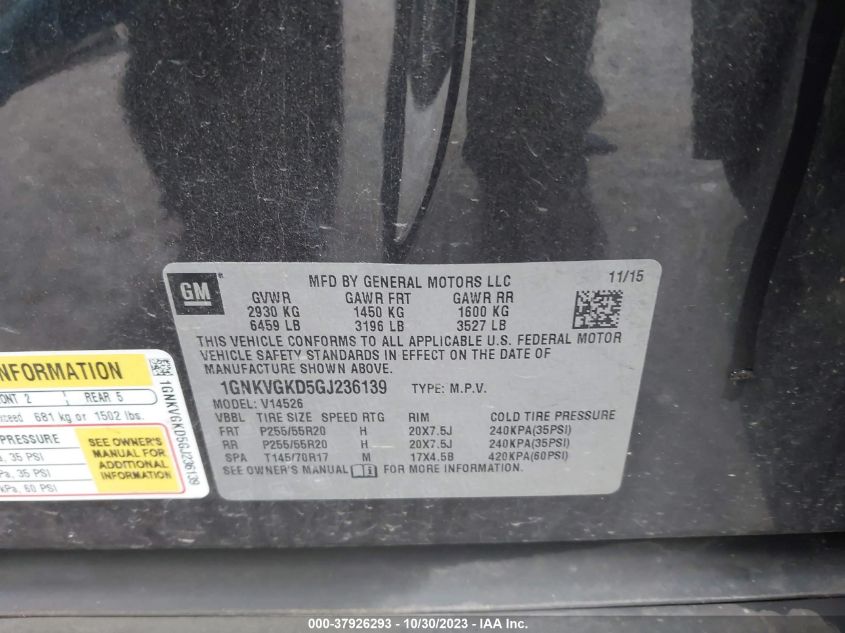 GM
MFD BY GENERAL MOTORS LLC 11/15
GVWR GAWR FRT GAWR RR
2930 KG 1450 KG 1600 KG
6459 LB 3196 LB 3527 LB
THIS VEHICLE CONFORMS TO ALL APPLICABLE U.S. FEDERAL MOTOR
VEHICLE SAFETY STANDARDS IN EFFECT ON THE DATE OF
MANUFACTURE SHOWN ABOVE.
1GNKVGKD5GJ236139 TYPE: M.P.V.
MODEL: V14526
VBBL TIRE SIZE SPEED RTG RIM COLD TIRE PRESSURE
FRT P255/55R20 H 20X7.5J 240KPA(35PSI)
RR P255/55R20 H 20X7.5J 240KPA(35PSI)
SPA T145/70R17 M 17X4.5B 420KPA(60PSI)
SEE OWNER'S MANUAL FOR MORE INFORMATION.
INFORMATION
2 REAR 5
681 kg or 1502 lbs.
PRESSURE
35 PSI
35 PSI
60 PSI
SEE OWNER'S
MANUAL FOR
ADDITIONAL
INFORMATION
1GNKVGKD5GJ236139
000-37926293 - 10/30/2023 - IAA Inc.